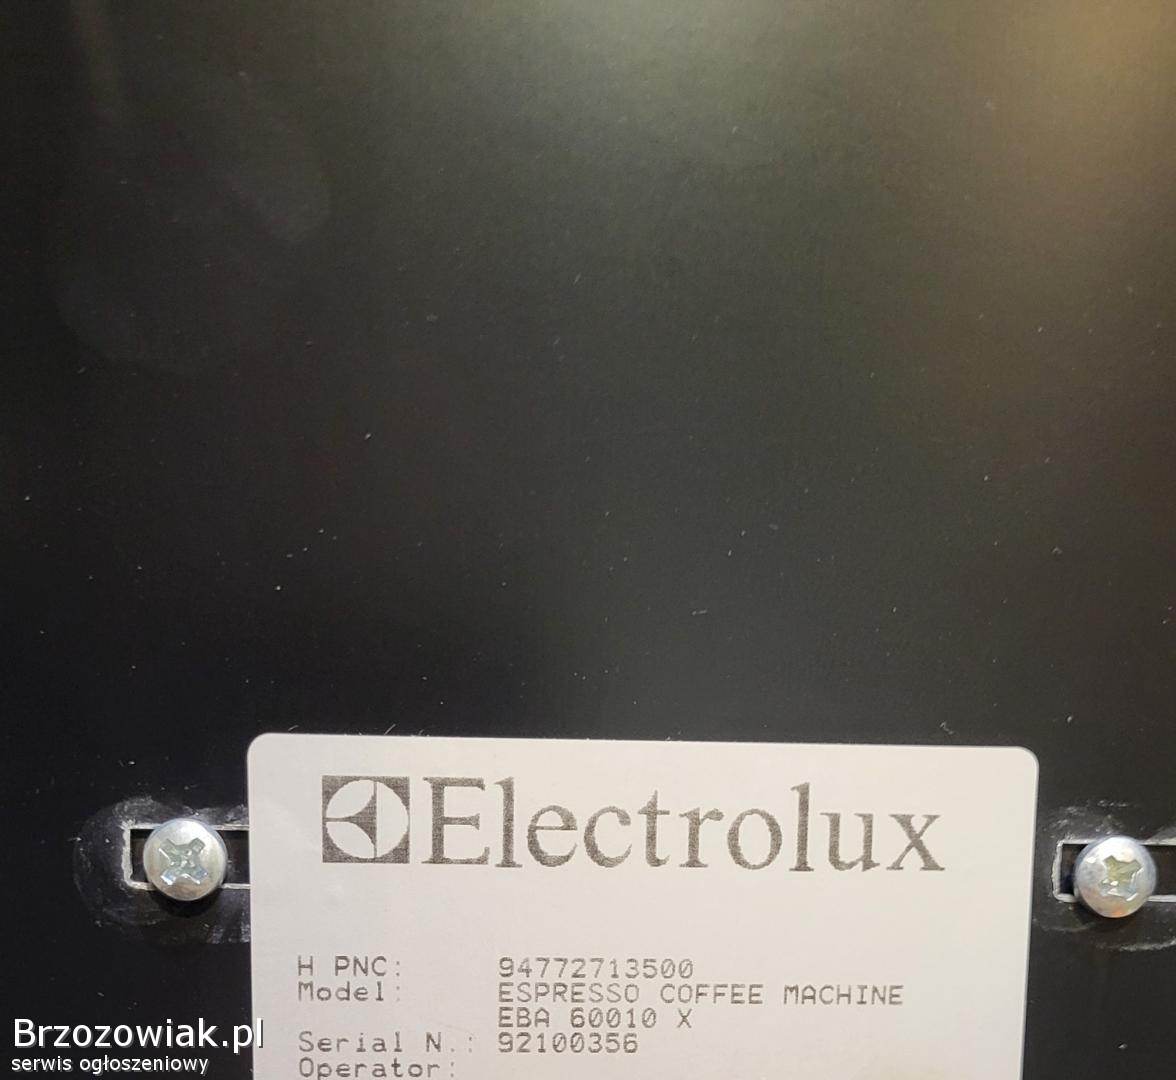 Electrolux
H PNC: 94772713500
Model: ESPRESSO COFFEE MACHINE
EBA 60010 X
Serial N.: 92100356
Operator:
Brzozowiak.pl
serwis ogłoszeniowy